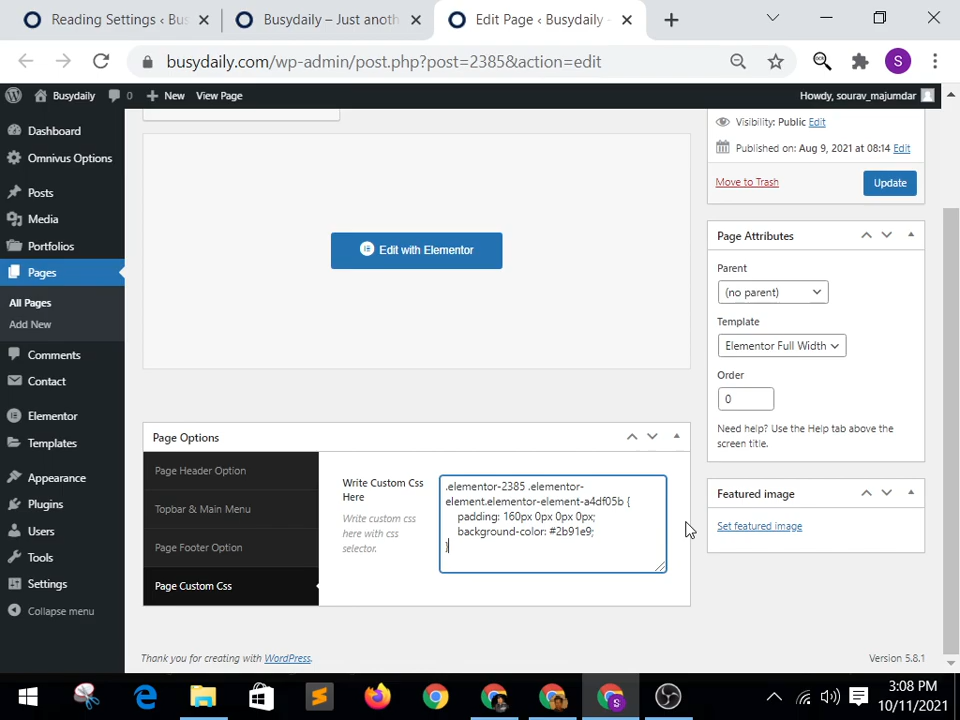 Reading Settings ‹ Bus
Busydaily – Just anoth
Edit Page ‹ Busydaily –
busydaily.com/wp-admin/post.php?post=2385&action=edit
Busydaily
0
New
View Page
Howdy, sourav_majumdar
Dashboard
Omnivus Options
Posts
Media
Portfolios
Pages
All Pages
Add New
Comments
Contact
Elementor
Templates
Appearance
Plugins
Users
Tools
Settings
Collapse menu
Edit with Elementor
Page Options
Page Header Option
Topbar & Main Menu
Page Footer Option
Page Custom Css
Write Custom Css
Here
Write custom css
here with css
selector.
.elementor-2385 .elementor-
element.elementor-element-a4df05b {
padding: 160px 0px 0px 0px;
background-color: #2b91e9;
}
Visibility: Public Edit
Published on: Aug 9, 2021 at 08:14 Edit
Move to Trash
Update
Page Attributes
Parent
(no parent)
Template
Elementor Full Width
Order
0
Need help? Use the Help tab above the
screen title.
Featured image
Set featured image
Thank you for creating with WordPress.
Version 5.8.1
3:08 PM
10/11/2021